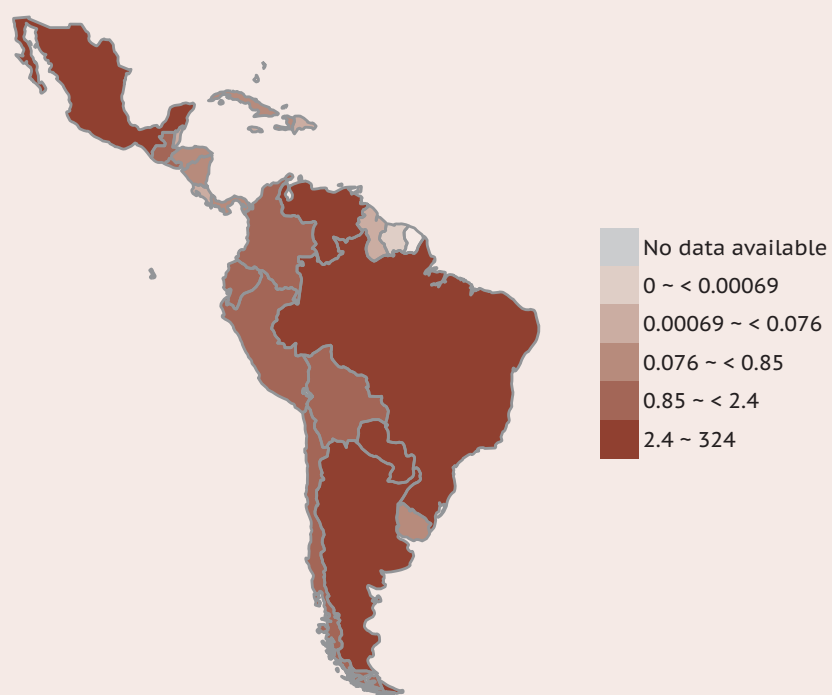 No data available
0 ~ < 0.00069
0.00069 ~ < 0.076
0.076 ~ < 0.85
0.85 ~ < 2.4
2.4 ~ 324